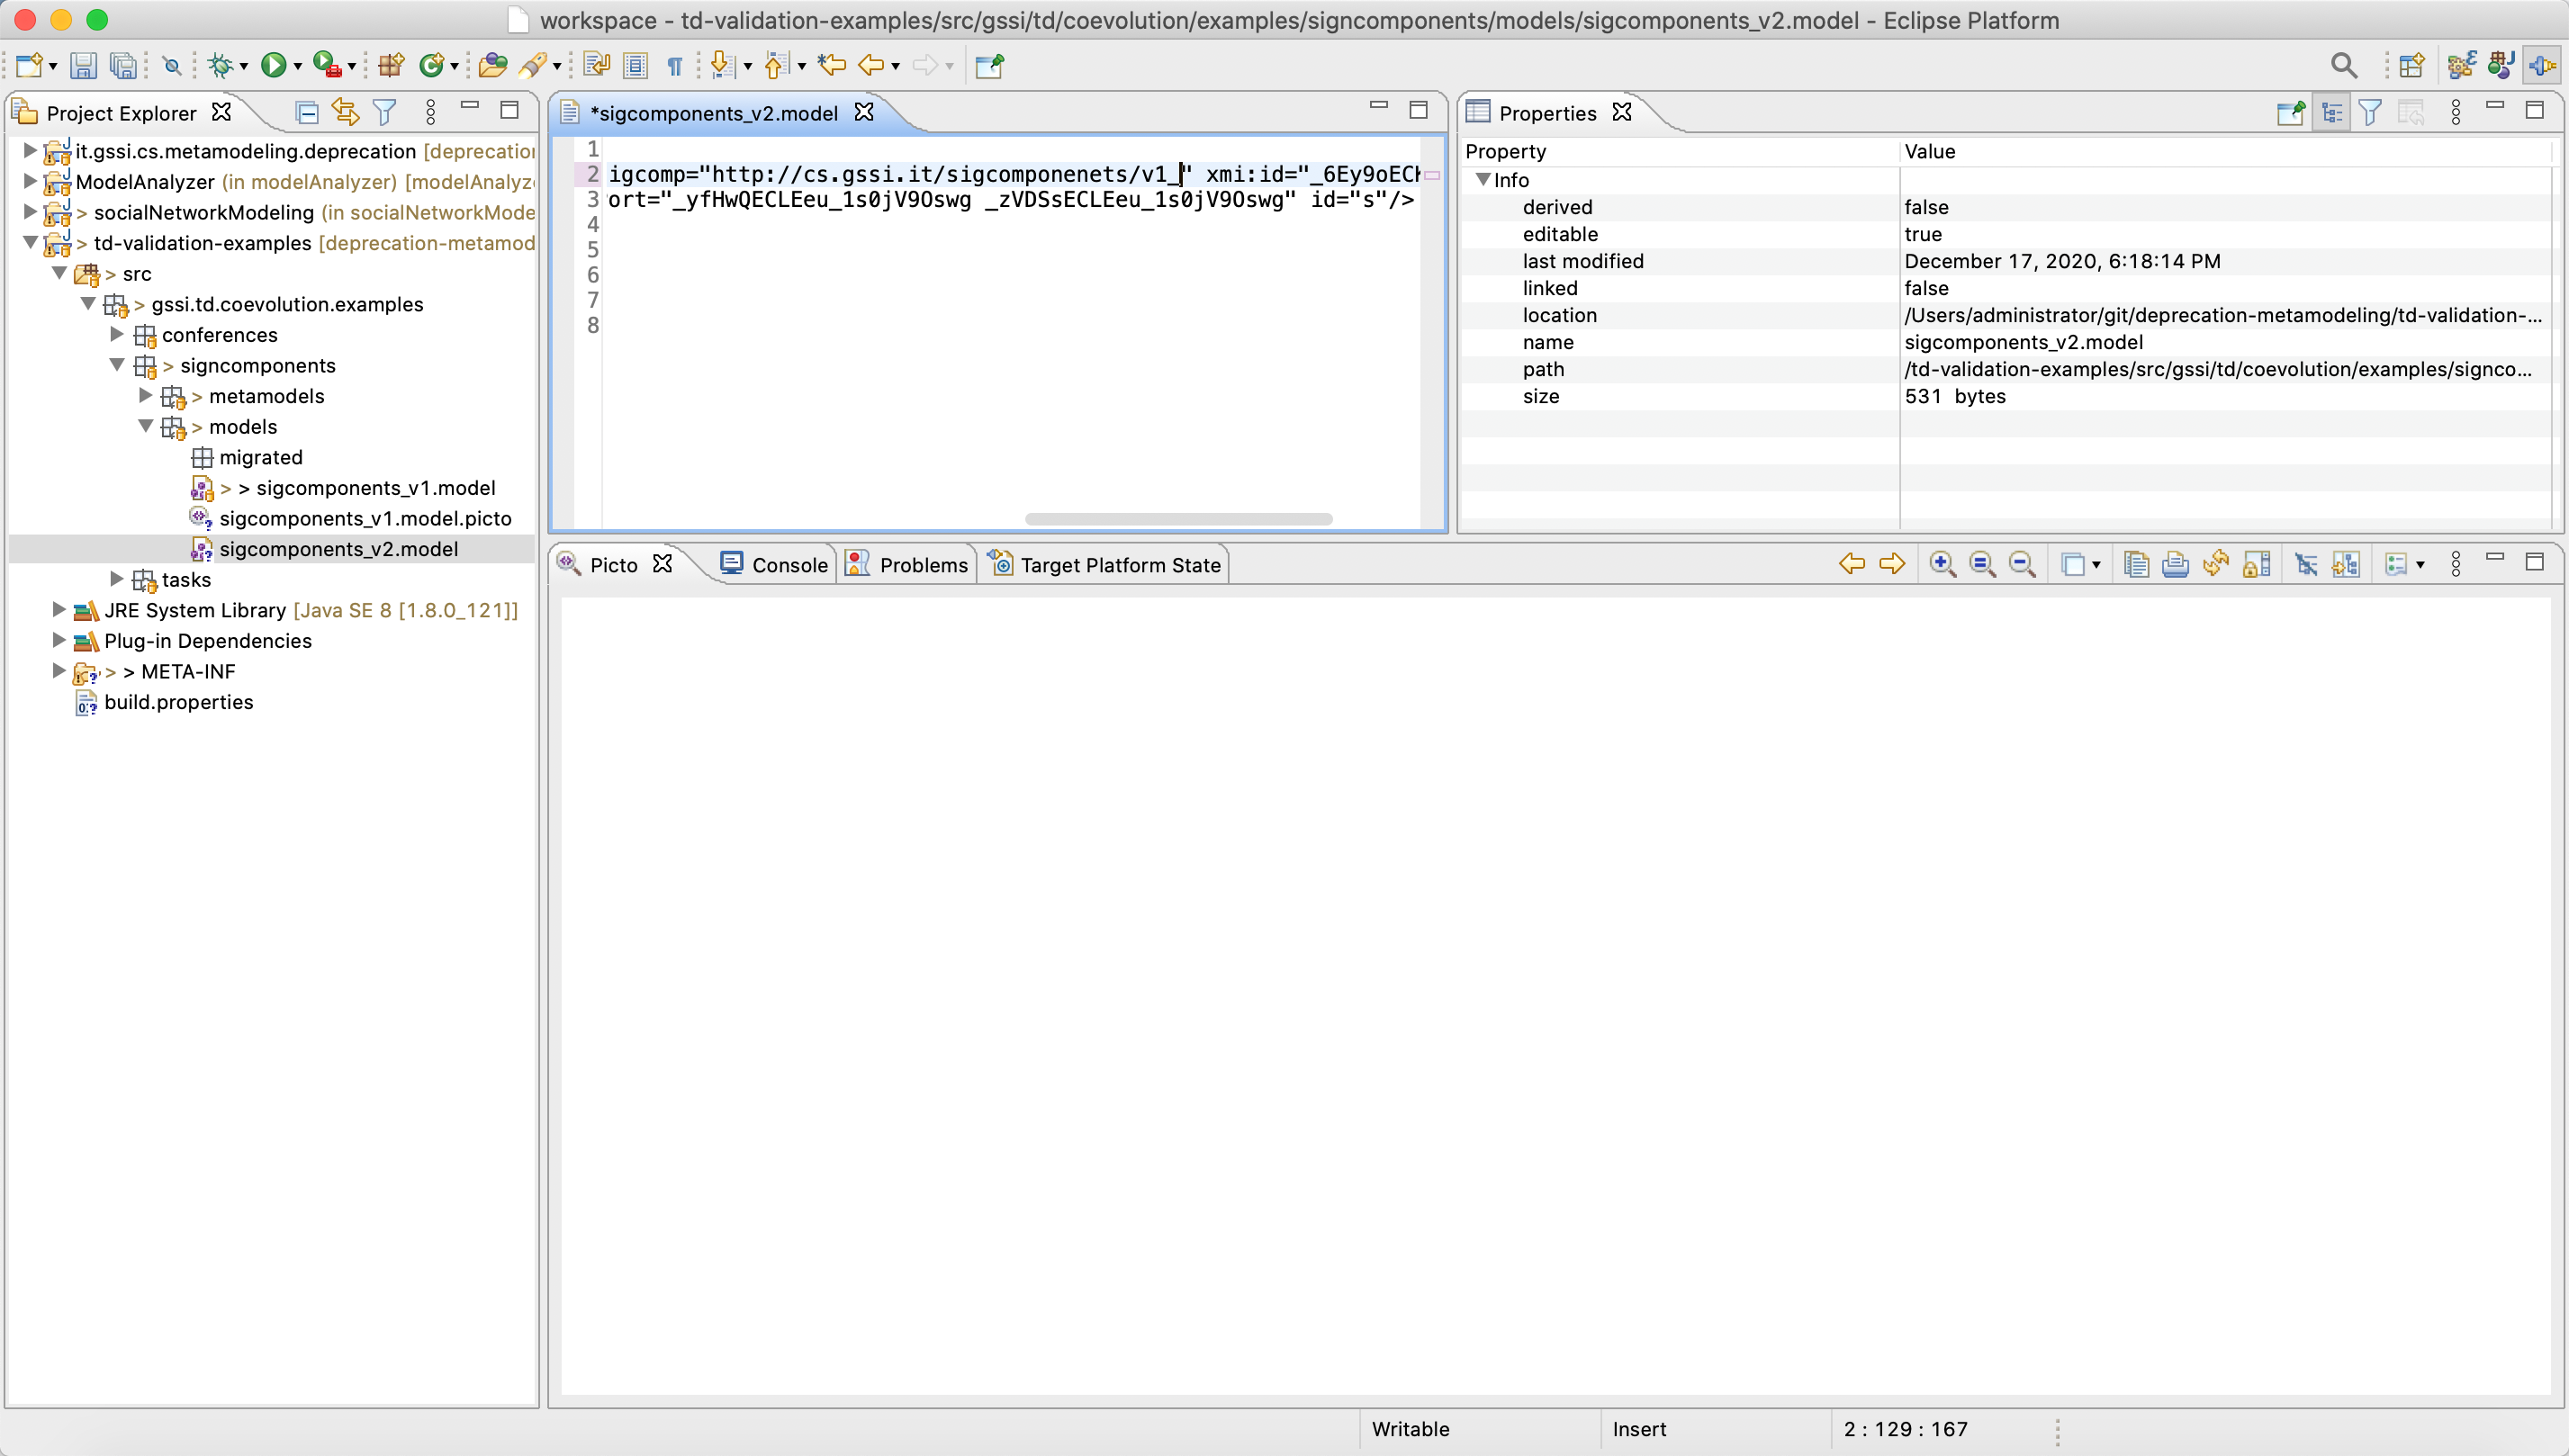 workspace - td-validation-examples/src/gssi/td/coevolution/examples/signcomponents/models/sigcomponents_v2.model - Eclipse Platform
Project Explorer
it.gssi.cs.metamodeling.deprecation [deprecation
ModelAnalyzer (in modelAnalyzer) [modelAnalyz
> socialNetworkModeling (in socialNetworkMode
> td-validation-examples [deprecation-metamod
> src
> gssi.td.coevolution.examples
conferences
> signcomponents
> metamodels
> models
migrated
> > sigcomponents_v1.model
sigcomponents_v1.model.picto
sigcomponents_v2.model
tasks
JRE System Library [Java SE 8 [1.8.0_121]]
Plug-in Dependencies
> > META-INF
build.properties
*sigcomponents_v2.model
1
2 igcomp="http://cs.gssi.it/sigcomponenets/v1_" xmi:id="_6Ey9oECK
3 ort="_yfHwQECLEeu_1s0jV9Oswg _zVDSsECLEeu_1s0jV9Oswg" id="s"/>
4
5
6
7
8
Properties
Property Value
Info
derived false
editable true
last modified December 17, 2020, 6:18:14 PM
linked false
location /Users/administrator/git/deprecation-metamodeling/td-validation-...
name sigcomponents_v2.model
path /td-validation-examples/src/gssi/td/coevolution/examples/signco...
size 531 bytes
Picto Console Problems Target Platform State
Writable Insert 2 : 129 : 167